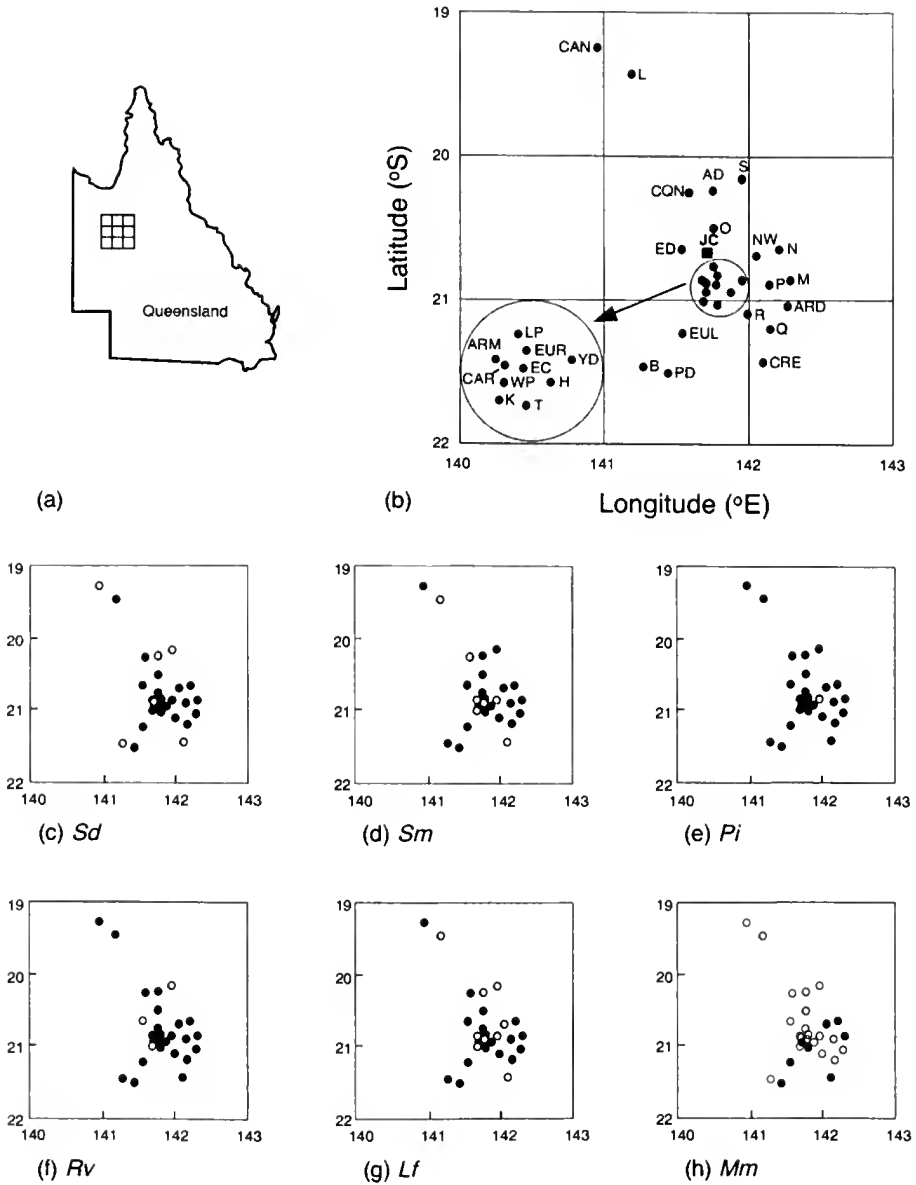 Queensland
(a)
19
20
21
22
Latitude (ºS)
140
141
142
143
Longitude (ºE)
(b)
CAN
L
S
AD
CQN
O
JC
ED
NW
N
P
M
ARD
R
Q
EUL
B
PD
CRE
LP
ARM
EUR
YD
CAR
EC
WP
H
K
T
19
20
21
22
140
141
142
143
(c) Sd
19
20
21
22
140
141
142
143
(d) Sm
19
20
21
22
140
141
142
143
(e) Pi
19
20
21
22
140
141
142
143
(f) Rv
19
20
21
22
140
141
142
143
(g) Lf
19
20
21
22
140
141
142
143
(h) Mm